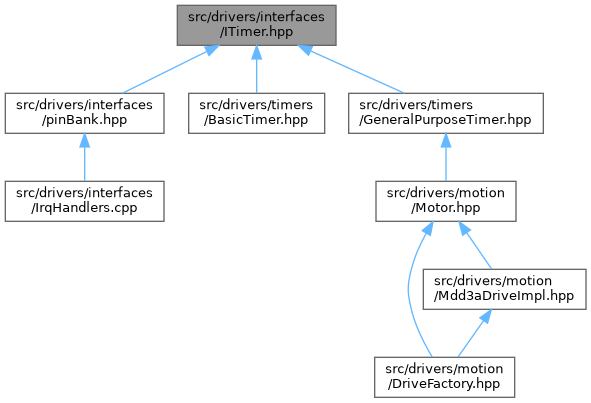 src/drivers/interfaces
/ITimer.hpp
src/drivers/interfaces
/pinBank.hpp
src/drivers/timers
/BasicTimer.hpp
src/drivers/timers
/GeneralPurposeTimer.hpp
src/drivers/interfaces
/IrqHandlers.cpp
src/drivers/motion
/Motor.hpp
src/drivers/motion
/Mdd3aDriveImpl.hpp
src/drivers/motion
/DriveFactory.hpp